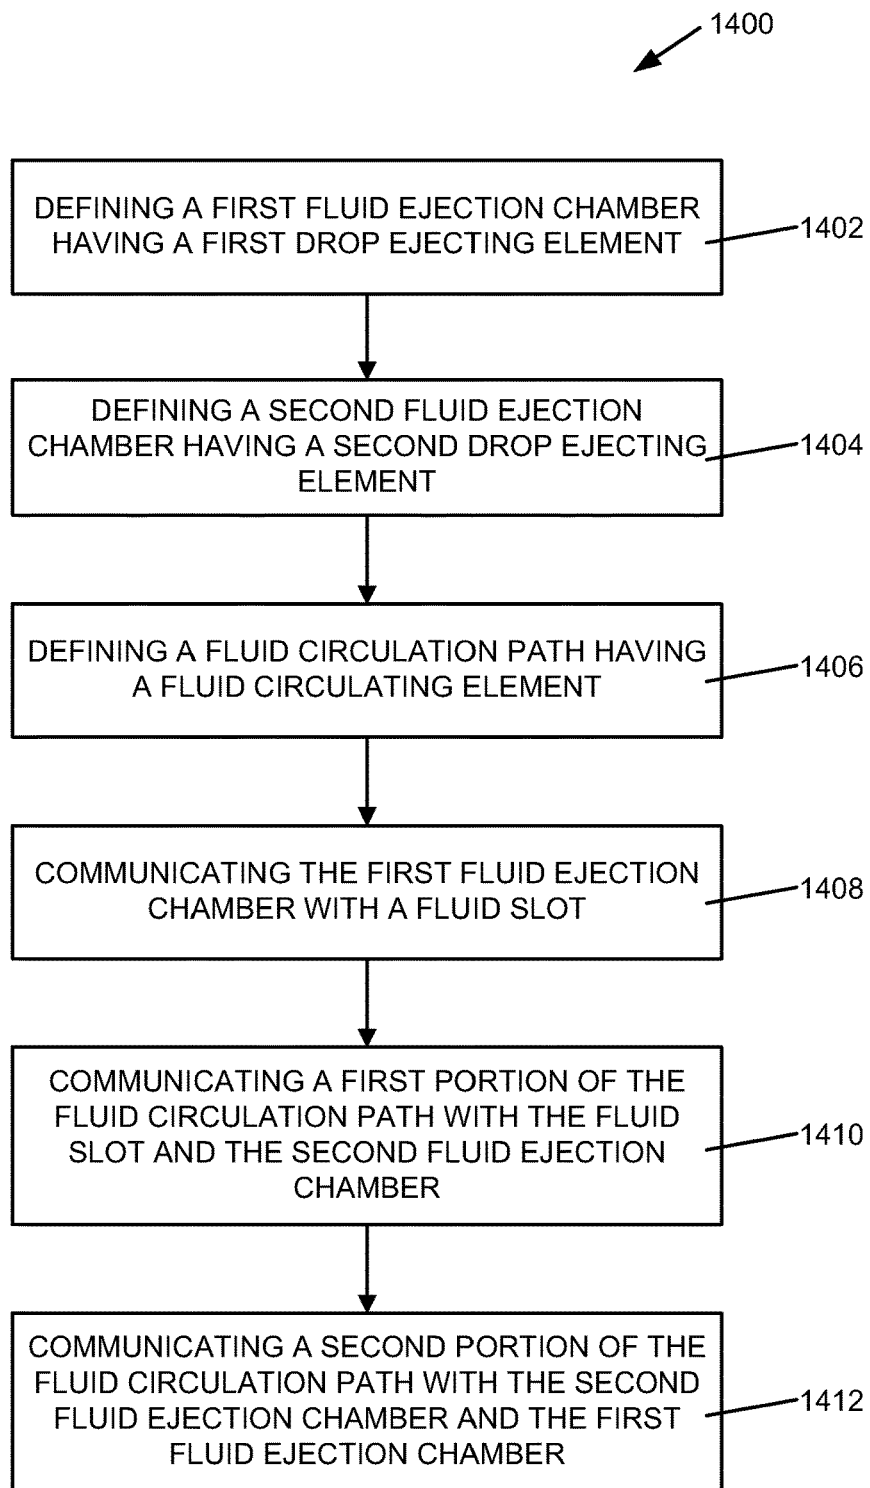 1400
DEFINING A FIRST FLUID EJECTION CHAMBER
HAVING A FIRST DROP EJECTING ELEMENT
1402
DEFINING A SECOND FLUID EJECTION
CHAMBER HAVING A SECOND DROP EJECTING
ELEMENT
1404
DEFINING A FLUID CIRCULATION PATH HAVING
A FLUID CIRCULATING ELEMENT
1406
COMMUNICATING THE FIRST FLUID EJECTION
CHAMBER WITH A FLUID SLOT
1408
COMMUNICATING A FIRST PORTION OF THE
FLUID CIRCULATION PATH WITH THE FLUID
SLOT AND THE SECOND FLUID EJECTION
CHAMBER
1410
COMMUNICATING A SECOND PORTION OF THE
FLUID CIRCULATION PATH WITH THE SECOND
FLUID EJECTION CHAMBER AND THE FIRST
FLUID EJECTION CHAMBER
1412